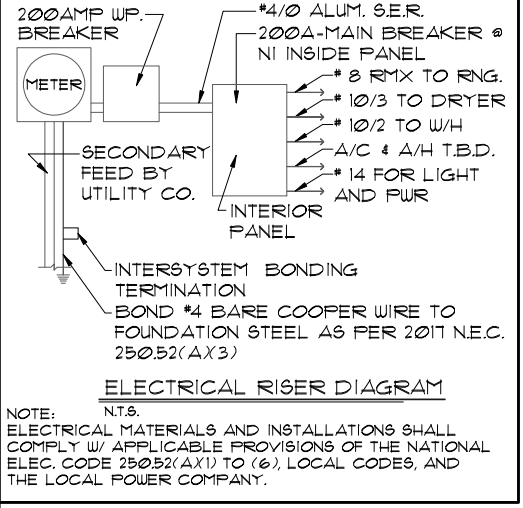 200AMP WP.
BREAKER
#4/0 ALUM. S.E.R.
200A-MAIN BREAKER @
N1 INSIDE PANEL
METER
# 8 RMX TO RNG.
# 10/3 TO DRYER
# 10/2 TO W/H
A/C & A/H T.B.D.
# 14 FOR LIGHT
AND PWR
SECONDARY
FEED BY
UTILITY CO.
INTERIOR
PANEL
INTERSYSTEM BONDING
TERMINATION
BOND #4 BARE COOPER WIRE TO
FOUNDATION STEEL AS PER 2017 N.E.C.
250.52(A)(3)
ELECTRICAL RISER DIAGRAM
N.T.S.
NOTE:
ELECTRICAL MATERIALS AND INSTALLATIONS SHALL
COMPLY W/ APPLICABLE PROVISIONS OF THE NATIONAL
ELEC. CODE 250.52(A)(1) TO (6), LOCAL CODES, AND
THE LOCAL POWER COMPANY.